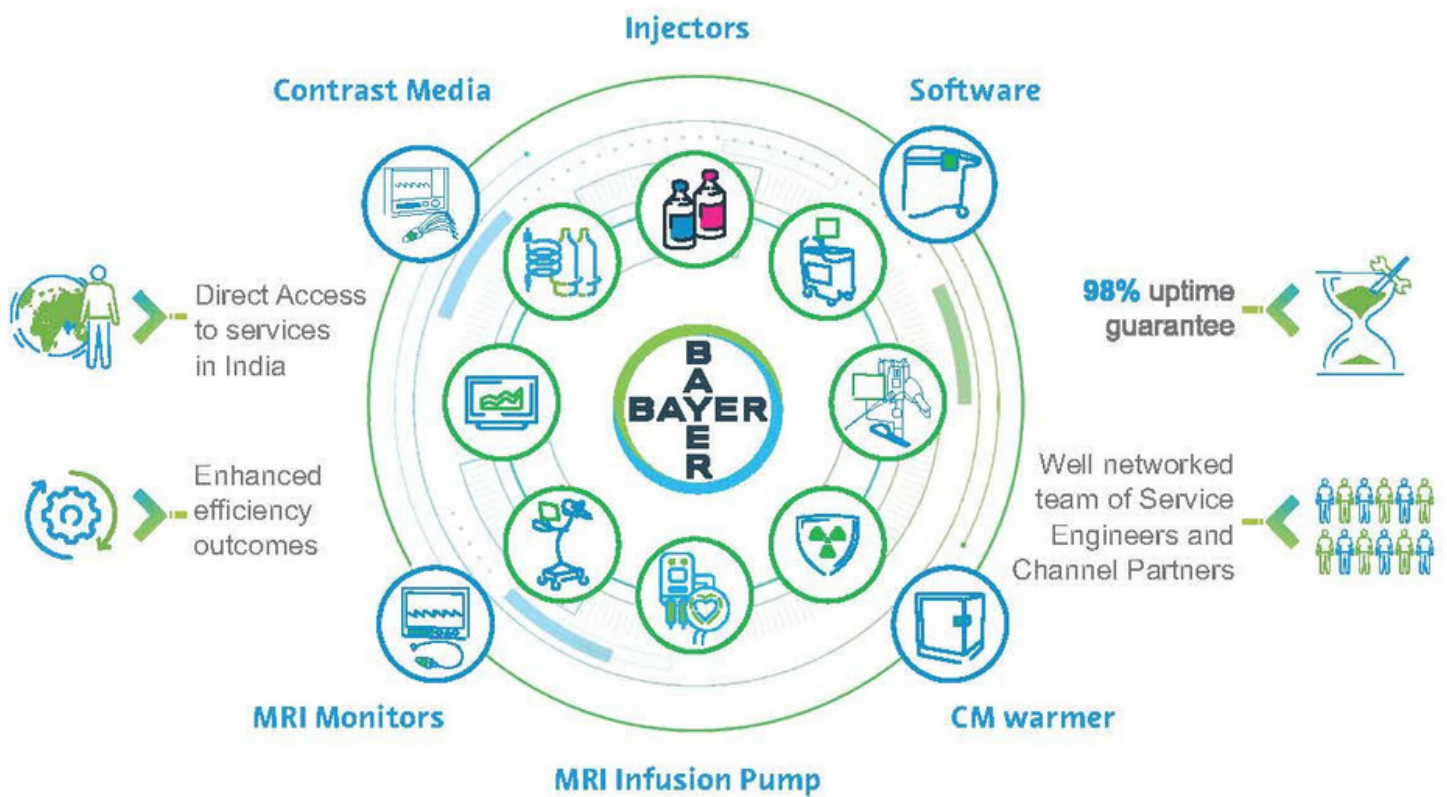 Injectors
Contrast Media
Software
Direct Access
to services
in India
98% uptime
guarantee
BAYER
BAYER
Enhanced
efficiency
outcomes
Well networked
team of Service
Engineers and
Channel Partners
MRI Monitors
CM warmer
MRI Infusion Pump